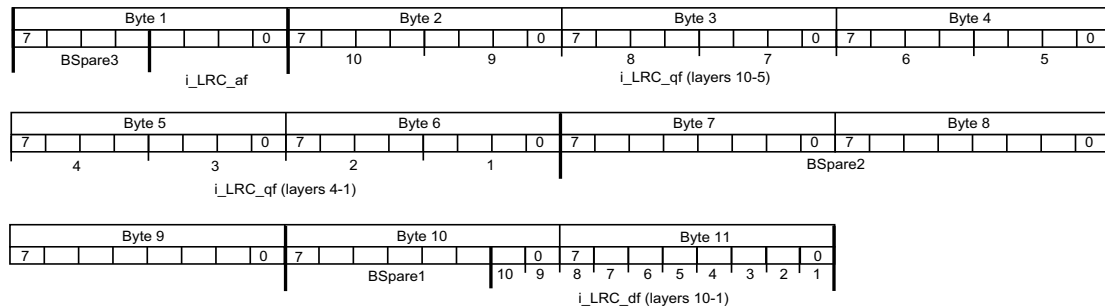 Byte 1 Byte 2 Byte 3 Byte 4
7 0 7 0 7 0 7 0
BSpare3 10 9 8 7 6 5
i_LRC_af i_LRC_qf (layers 10-5)
Byte 5 Byte 6 Byte 7 Byte 8
7 0 7 0 7 0 7 0
4 3 2 1 BSpare2
i_LRC_qf (layers 4-1)
Byte 9 Byte 10 Byte 11
7 0 7 0 7 0
BSpare1 10 9 8 7 6 5 4 3 2 1
i_LRC_df (layers 10-1)